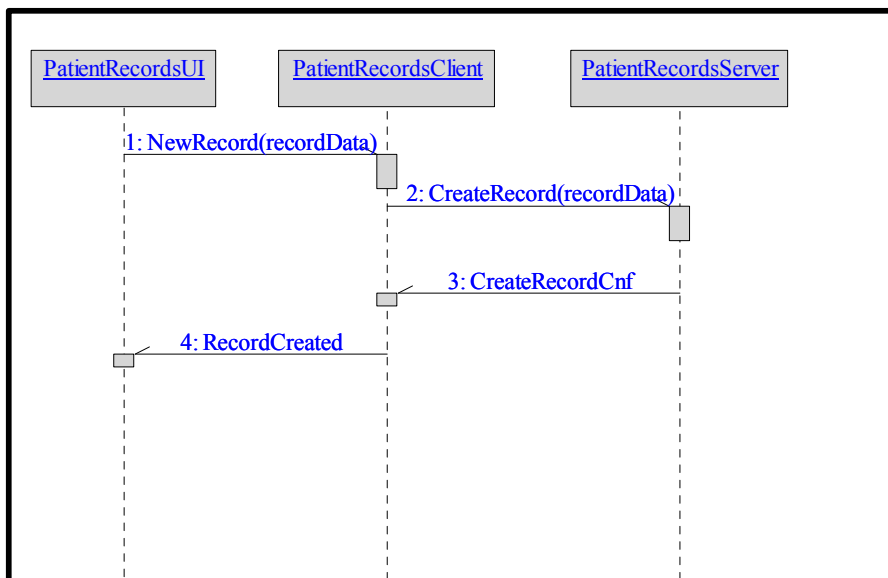 PatientRecordsUI
PatientRecordsClient
PatientRecordsServer
1: NewRecord(recordData)
2: CreateRecord(recordData)
3: CreateRecordCnf
4: RecordCreated